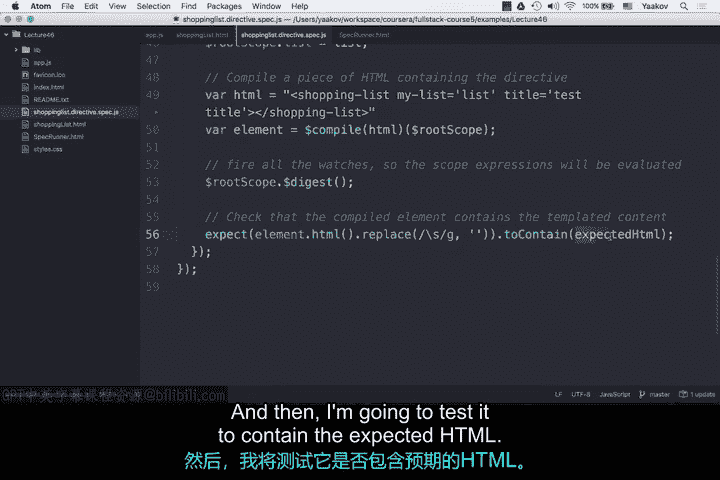 Atom File Edit View Selection Find Packages Window Help 100% Yaakov
shoppinglist.directive.spec.js — /Users/yaakov/workspace/coursera/fullstack-course5/examples/Lecture46
Lecture46
lib
app.js
favicon.ico
index.html
README.txt
shoppinglist.directive.spec.js
shoppingList.html
SpecRunner.html
styles.css
app.js shoppingList.html shoppinglist.directive.spec.js SpecRunner.html
46 $rootScope.list = list;
47
48 // Compile a piece of HTML containing the directive
49 var html = "<shopping-list my-list='list' title='test
title'></shopping-list>"
50 var element = $compile(html)($rootScope);
51
52 // fire all the watches, so the scope expressions will be evaluated
53 $rootScope.$digest();
54
55 // Check that the compiled element contains the templated content
56 expect(element.html().replace(/\s/g, '')).toContain(expectedHtml);
57 });
58 });
59
LF UTF-8 JavaScript master 1 update
And then, I'm going to test it
to contain the expected HTML.
然后，我将测试它是否包含预期的HTML。